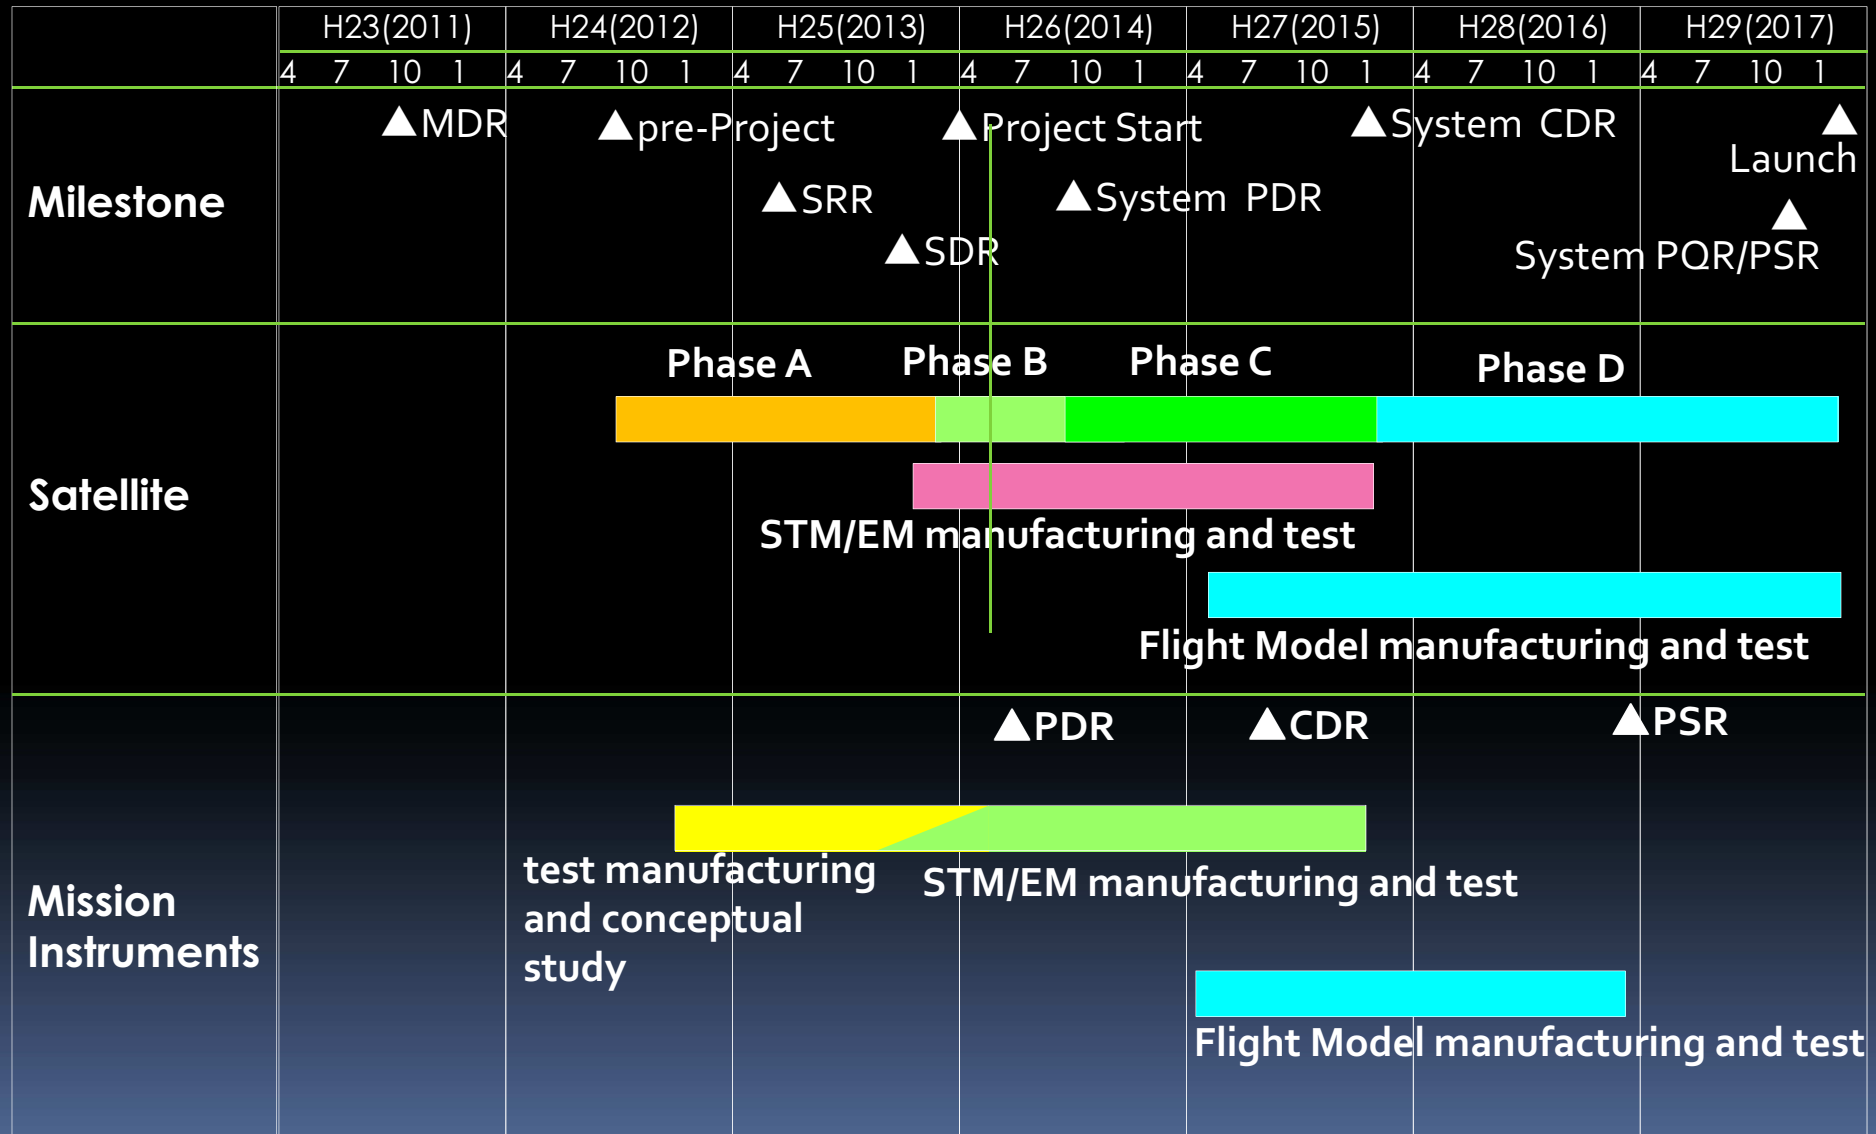 H23(2011) H24(2012) H25(2013) H26(2014) H27(2015) H28(2016) H29(2017)
4 7 10 1 4 7 10 1 4 7 10 1 4 7 10 1 4 7 10 1 4 7 10 1 4 7 10 1
Milestone
▲MDR
▲pre-Project
▲Project Start
▲System CDR
▲
Launch
▲SRR
▲System PDR
▲SDR
▲
System PQR/PSR
Satellite
Phase A
Phase B
Phase C
Phase D
STM/EM manufacturing and test
Flight Model manufacturing and test
Mission
Instruments
▲PDR
▲CDR
▲PSR
test manufacturing
and conceptual
study
STM/EM manufacturing and test
Flight Model manufacturing and test